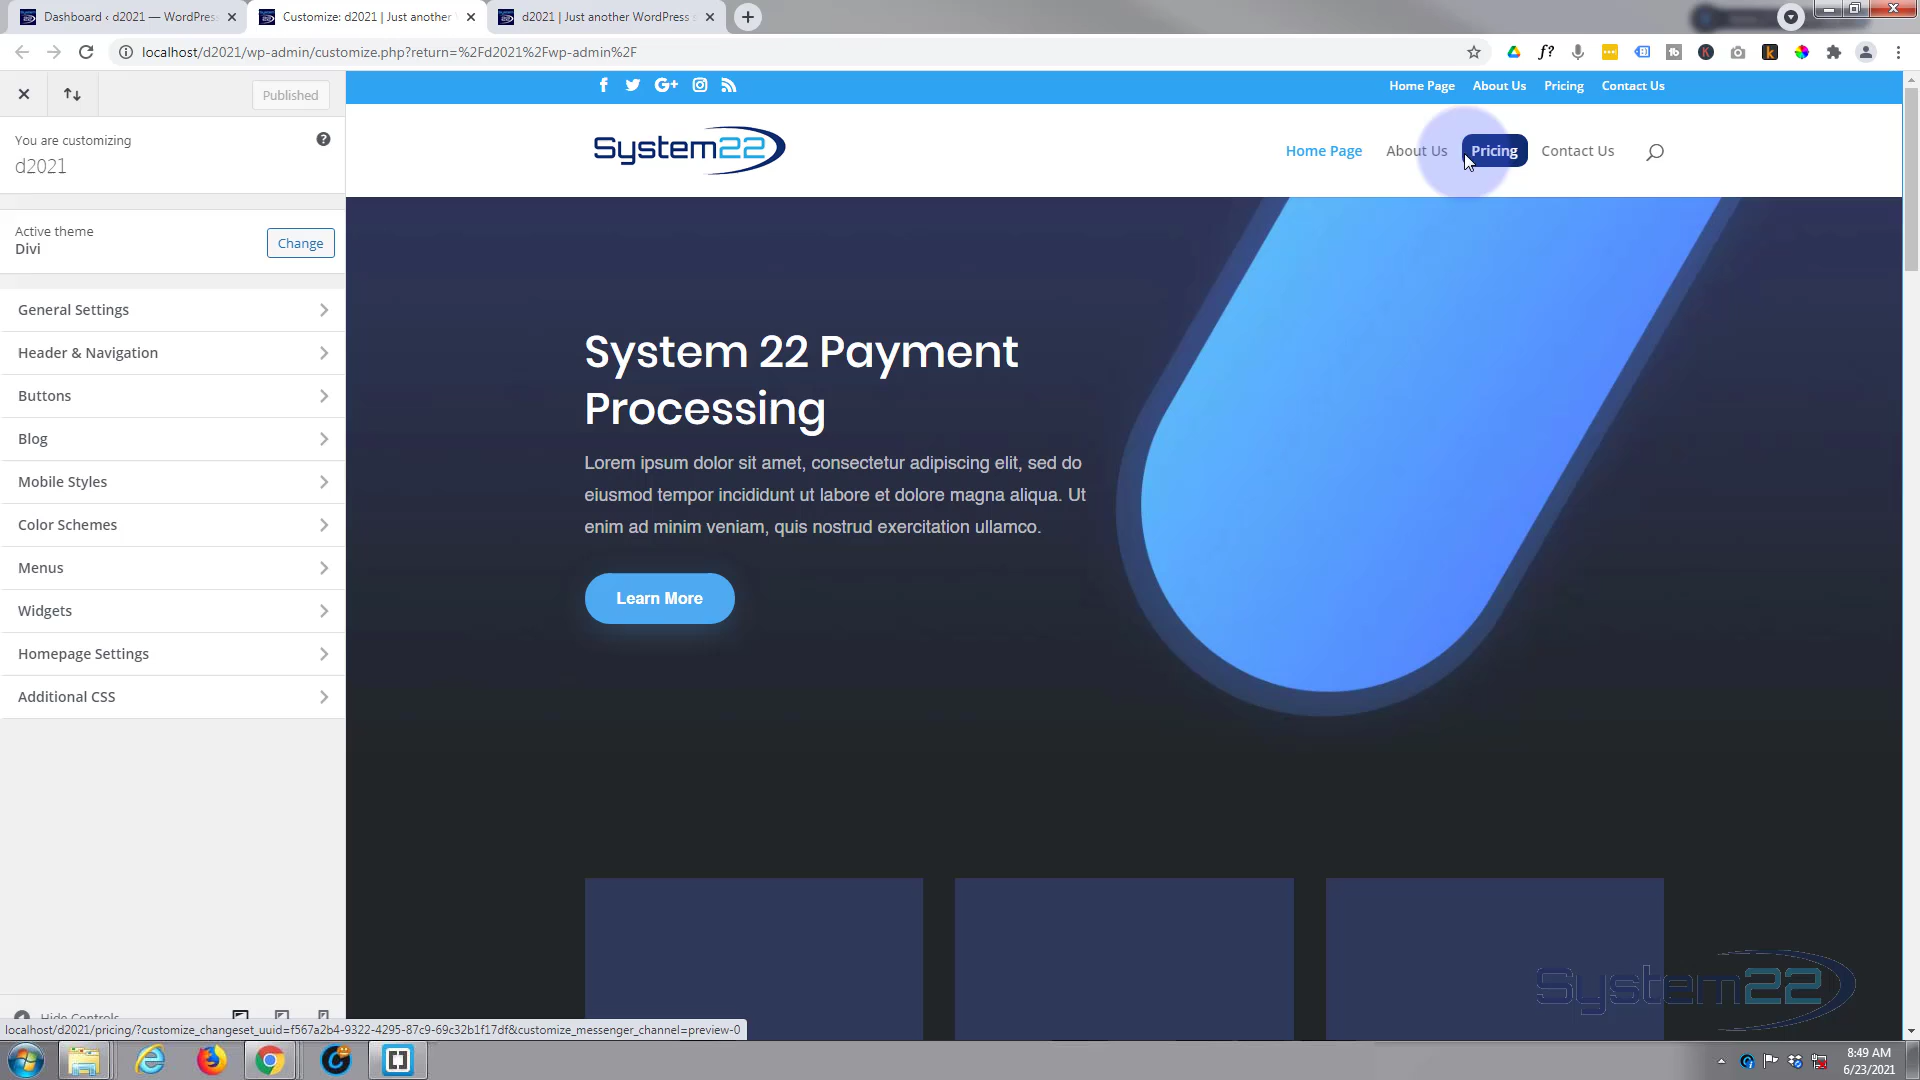 Dashboard ‹ d2021 — WordPress
Customize: d2021 | Just another
d2021 | Just another WordPress
localhost/d2021/wp-admin/customize.php?return=%2Fd2021%2Fwp-admin%2F
f?
Published
You are customizing
d2021
Active theme
Divi
Change
General Settings
Header & Navigation
Buttons
Blog
Mobile Styles
Color Schemes
Menus
Widgets
Homepage Settings
Additional CSS
Hide Controls
localhost/d2021/pricing/?customize_changeset_uuid=f567a2b4-9322-4295-87c9-69c32b1f17df&customize_messenger_channel=preview-0
Home Page About Us Pricing Contact Us
System22
Home Page About Us Pricing Contact Us
System 22 Payment
Processing
Lorem ipsum dolor sit amet, consectetur adipiscing elit, sed do
eiusmod tempor incididunt ut labore et dolore magna aliqua. Ut
enim ad minim veniam, quis nostrud exercitation ullamco.
Learn More
System22
8:49 AM
6/23/2021